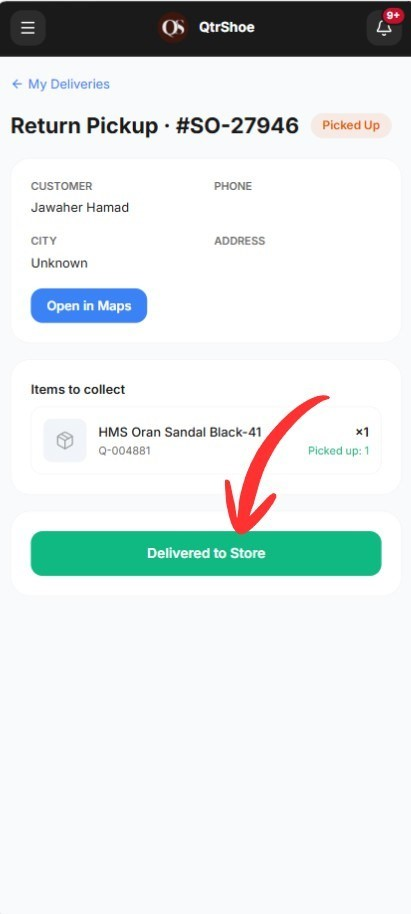 QS QtrShoe 9+
← My Deliveries
Return Pickup · #SO-27946 Picked Up
CUSTOMER PHONE
Jawaher Hamad
CITY ADDRESS
Unknown
Open in Maps
Items to collect
HMS Oran Sandal Black-41 ×1
Q-004881 Picked up: 1
Delivered to Store